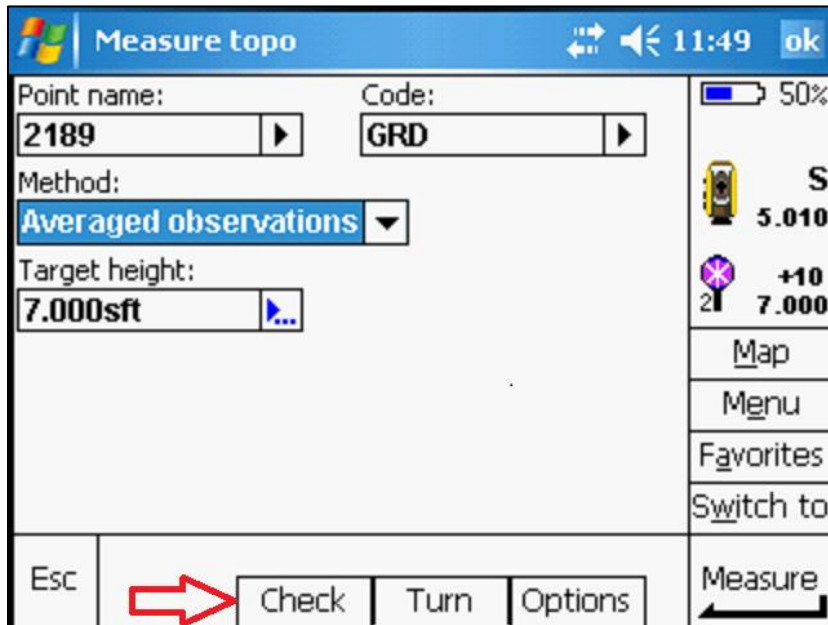 Measure topo 11:49 ok
Point name: Code:
2189 GRD
Method:
Averaged observations
Target height:
7.000sft
50%
S
5.010
+10
2 7.000
Map
Menu
Favorites
Switch to
Esc Check Turn Options Measure